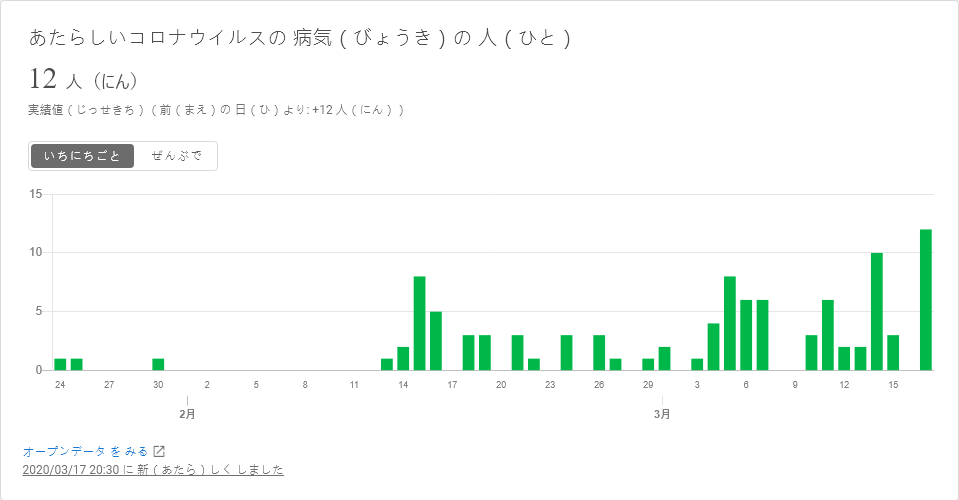 あたらしいコロナウイルスの 病気 ( びょうき ) の 人 ( ひと )
12 人（にん）
実績値 ( じっせきち ) ( 前 ( まえ ) の 日 ( ひ ) より: +12 人 ( にん ) )
いちにちごと ぜんぶで
15
10
5
0
24 27 30 2 5 8 11 14 17 20 23 26 29 3 6 9 12 15
2月 3月
オープンデータ を みる
2020/03/17 20:30 に 新 ( あたら ) しく しました